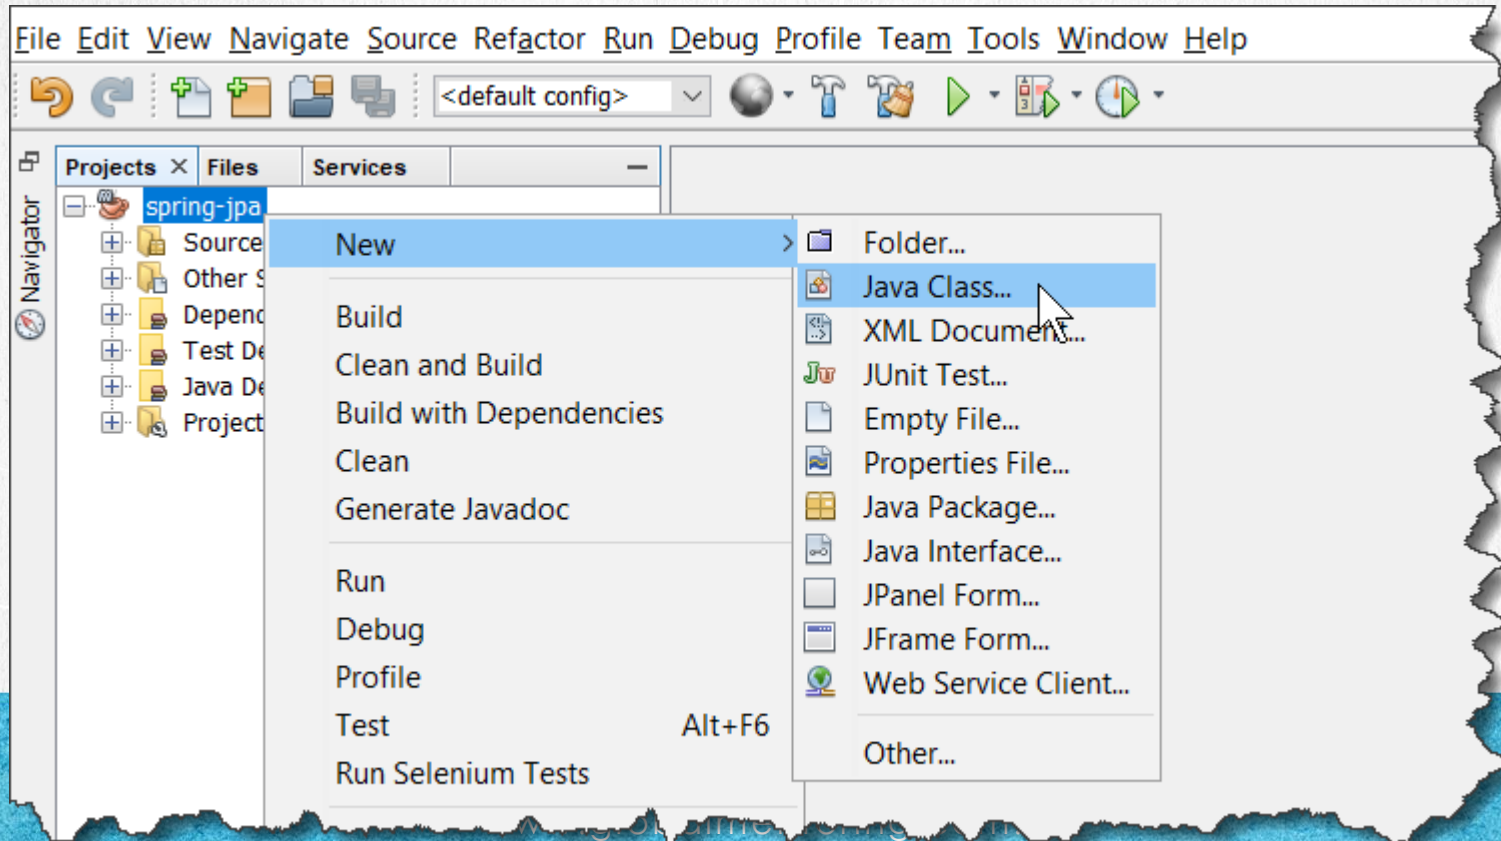 File Edit View Navigate Source Refactor Run Debug Profile Team Tools Window Help
<default config>
Projects Files Services
Navigator
spring-jpa
Source
Other S
Depend
Test De
Java De
Project
New
Build
Clean and Build
Build with Dependencies
Clean
Generate Javadoc
Run
Debug
Profile
Test Alt+F6
Run Selenium Tests
Folder...
Java Class...
XML Document...
JUnit Test...
Empty File...
Properties File...
Java Package...
Java Interface...
JPanel Form...
JFrame Form...
Web Service Client...
Other...